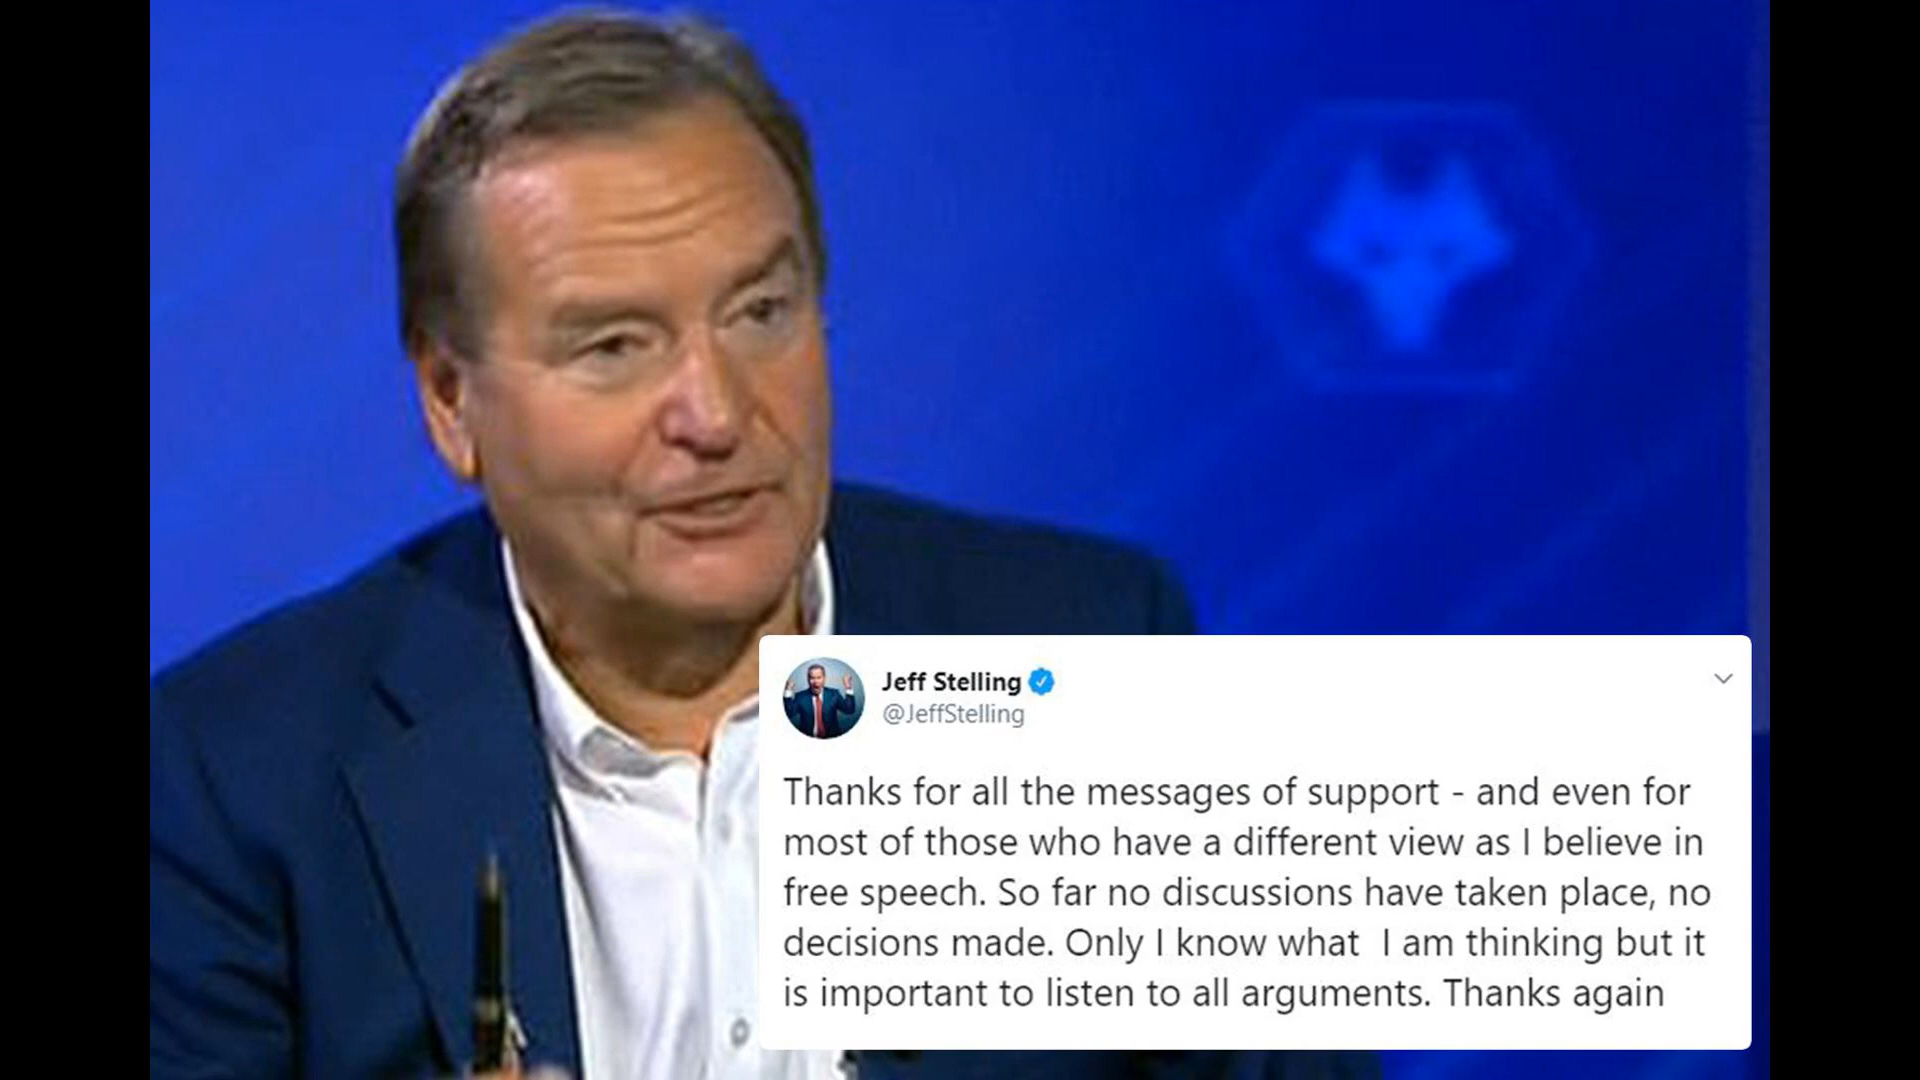 Jeff Stelling
@JeffStelling
Thanks for all the messages of support - and even for
most of those who have a different view as I believe in
free speech. So far no discussions have taken place, no
decisions made. Only I know what  I am thinking but it
is important to listen to all arguments. Thanks again